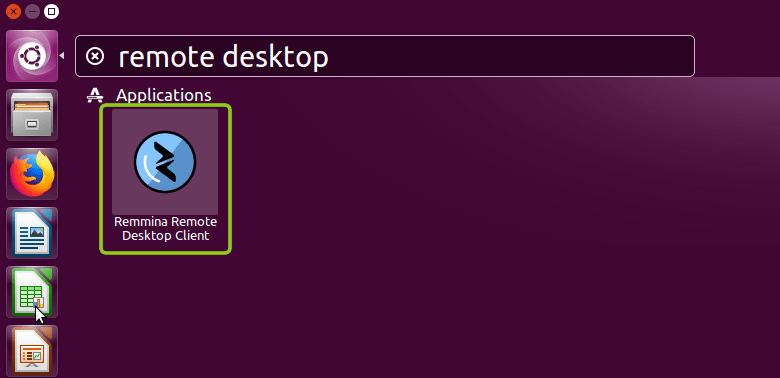 remote desktop
Applications
Remmina Remote
Desktop Client